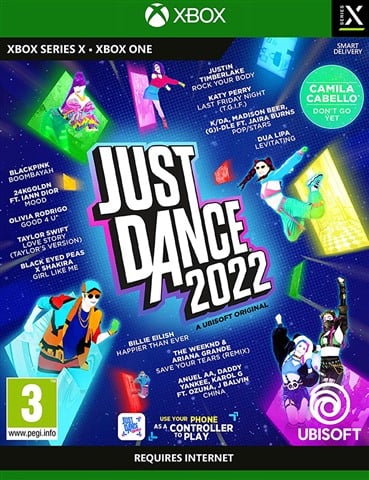 XBOX
SERIES X
XBOX SERIES X • XBOX ONE
SMART
DELIVERY
JUSTIN
TIMBERLAKE
ROCK YOUR BODY
KATY PERRY
LAST FRIDAY NIGHT
(T.G.I.F.)
K/DA, MADISON BEER,
(G)I-DLE FT. JAIRA BURNS
POP/STARS
DUA LIPA
LEVITATING
CAMILA
CABELLO
DON'T GO
YET
BLACKPINK
BOOMBAYAH
24KGOLDN
FT. IANN DIOR
MOOD
OLIVIA RODRIGO
GOOD 4 U
TAYLOR SWIFT
LOVE STORY
(TAYLOR'S VERSION)
BLACK EYED PEAS
X SHAKIRA
GIRL LIKE ME
JUST
DANCE
2022
A UBISOFT ORIGINAL
BILLIE EILISH
HAPPIER THAN EVER
THE WEEKND &
ARIANA GRANDE
SAVE YOUR TEARS (REMIX)
ANUEL AA, DADDY
YANKEE, KAROL G
FT. OZUNA, J BALVIN
CHINA
3
www.pegi.info
JUST
DANCE
USE YOUR PHONE
AS A CONTROLLER
TO PLAY
UBISOFT
REQUIRES INTERNET